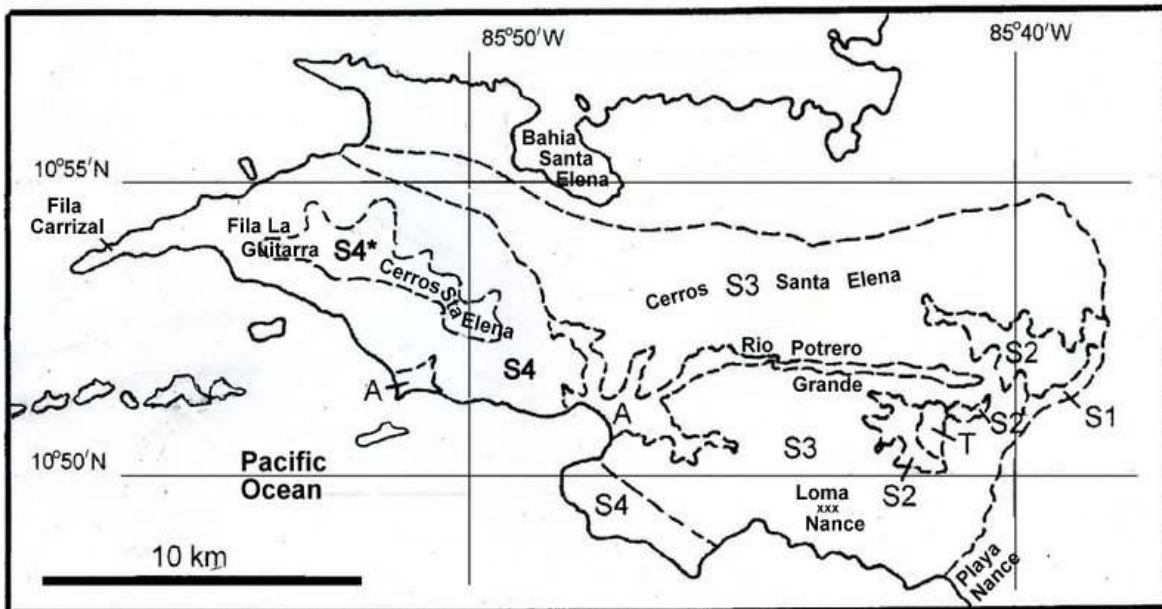 85°50′W
85°40′W
Bahia
Santa
Elena
10°55′N
Fila
Carrizal
Fila La
Guitarra
S4*
Cerros Sta Elena
Cerros S3 Santa Elena
S2
Rio Potrero
Grande
S4
A
A
S2
S1
T
S3
10°50′N
Pacific
Ocean
S2
S4
Loma
xxx
Nance
Playa
Nance
10 km